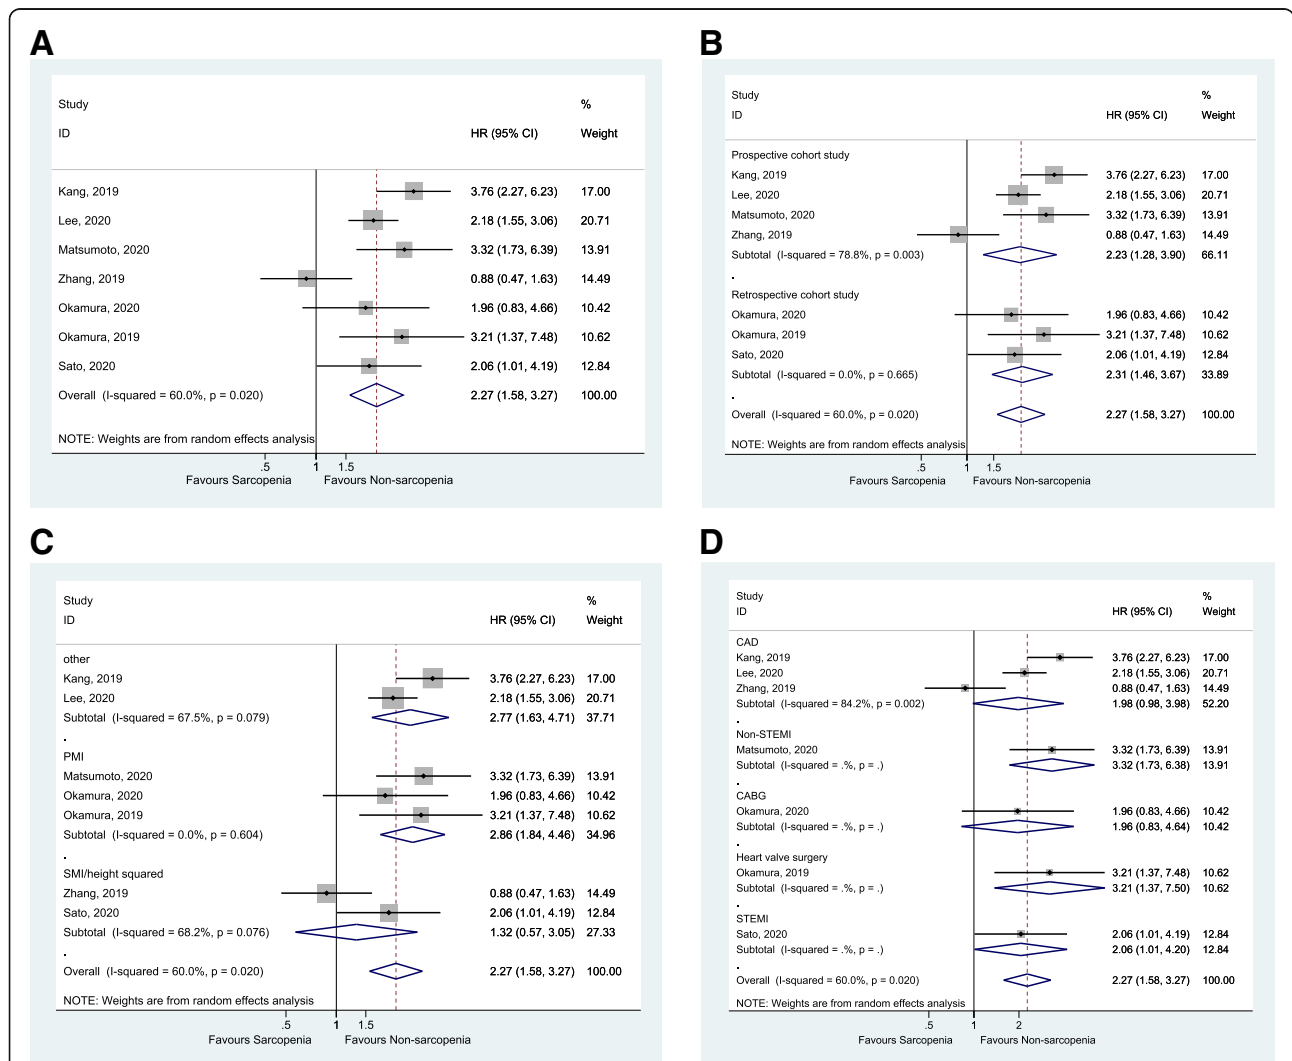 A
Study %
ID HR (95% CI) Weight
Kang, 2019 3.76 (2.27, 6.23) 17.00
Lee, 2020 2.18 (1.55, 3.06) 20.71
Matsumoto, 2020 3.32 (1.73, 6.39) 13.91
Zhang, 2019 0.88 (0.47, 1.63) 14.49
Okamura, 2020 1.96 (0.83, 4.66) 10.42
Okamura, 2019 3.21 (1.37, 7.48) 10.62
Sato, 2020 2.06 (1.01, 4.19) 12.84
Overall (I-squared = 60.0%, p = 0.020) 2.27 (1.58, 3.27) 100.00
NOTE: Weights are from random effects analysis
.5 1 1.5
Favours Sarcopenia Favours Non-sarcopenia
B
Study %
ID HR (95% CI) Weight
Prospective cohort study
Kang, 2019 3.76 (2.27, 6.23) 17.00
Lee, 2020 2.18 (1.55, 3.06) 20.71
Matsumoto, 2020 3.32 (1.73, 6.39) 13.91
Zhang, 2019 0.88 (0.47, 1.63) 14.49
Subtotal (I-squared = 78.8%, p = 0.003) 2.23 (1.28, 3.90) 66.11
.
Retrospective cohort study
Okamura, 2020 1.96 (0.83, 4.66) 10.42
Okamura, 2019 3.21 (1.37, 7.48) 10.62
Sato, 2020 2.06 (1.01, 4.19) 12.84
Subtotal (I-squared = 0.0%, p = 0.665) 2.31 (1.46, 3.67) 33.89
.
Overall (I-squared = 60.0%, p = 0.020) 2.27 (1.58, 3.27) 100.00
NOTE: Weights are from random effects analysis
.5 1 1.5
Favours Sarcopenia Favours Non-sarcopenia
C
Study %
ID HR (95% CI) Weight
other
Kang, 2019 3.76 (2.27, 6.23) 17.00
Lee, 2020 2.18 (1.55, 3.06) 20.71
Subtotal (I-squared = 67.5%, p = 0.079) 2.77 (1.63, 4.71) 37.71
.
PMI
Matsumoto, 2020 3.32 (1.73, 6.39) 13.91
Okamura, 2020 1.96 (0.83, 4.66) 10.42
Okamura, 2019 3.21 (1.37, 7.48) 10.62
Subtotal (I-squared = 0.0%, p = 0.604) 2.86 (1.84, 4.46) 34.96
.
SMI/height squared
Zhang, 2019 0.88 (0.47, 1.63) 14.49
Sato, 2020 2.06 (1.01, 4.19) 12.84
Subtotal (I-squared = 68.2%, p = 0.076) 1.32 (0.57, 3.05) 27.33
.
Overall (I-squared = 60.0%, p = 0.020) 2.27 (1.58, 3.27) 100.00
NOTE: Weights are from random effects analysis
.5 1 1.5
Favours Sarcopenia Favours Non-sarcopenia
D
Study %
ID HR (95% CI) Weight
CAD
Kang, 2019 3.76 (2.27, 6.23) 17.00
Lee, 2020 2.18 (1.55, 3.06) 20.71
Zhang, 2019 0.88 (0.47, 1.63) 14.49
Subtotal (I-squared = 84.2%, p = 0.002) 1.98 (0.98, 3.98) 52.20
.
Non-STEMI
Matsumoto, 2020 3.32 (1.73, 6.39) 13.91
Subtotal (I-squared = .%, p = .) 3.32 (1.73, 6.38) 13.91
.
CABG
Okamura, 2020 1.96 (0.83, 4.66) 10.42
Subtotal (I-squared = .%, p = .) 1.96 (0.83, 4.64) 10.42
.
Heart valve surgery
Okamura, 2019 3.21 (1.37, 7.48) 10.62
Subtotal (I-squared = .%, p = .) 3.21 (1.37, 7.50) 10.62
.
STEMI
Sato, 2020 2.06 (1.01, 4.19) 12.84
Subtotal (I-squared = .%, p = .) 2.06 (1.01, 4.20) 12.84
.
Overall (I-squared = 60.0%, p = 0.020) 2.27 (1.58, 3.27) 100.00
NOTE: Weights are from random effects analysis
.5 1 2
Favours Sarcopenia Favours Non-sarcopenia